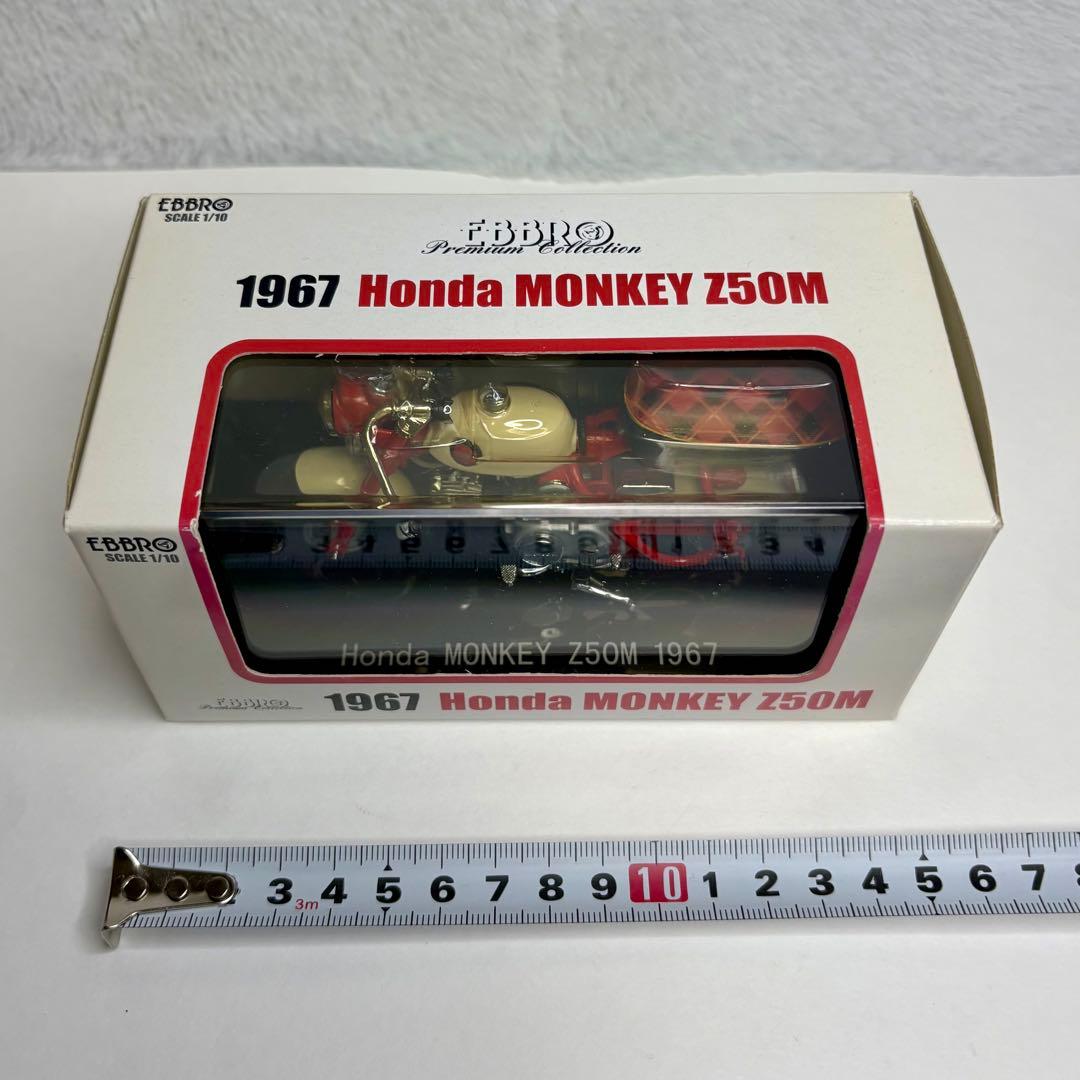 EBBRO
SCALE 1/10
EBBRO
Premium Collection
1967 Honda MONKEY Z50M
EBBRO
SCALE 1/10
Honda MONKEY Z50M 1967
EBBRO
Premium Collection
1967 Honda MONKEY Z50M
3 4 5 6 7 8 9 10 1 2 3 4 5 6 7 8
3m